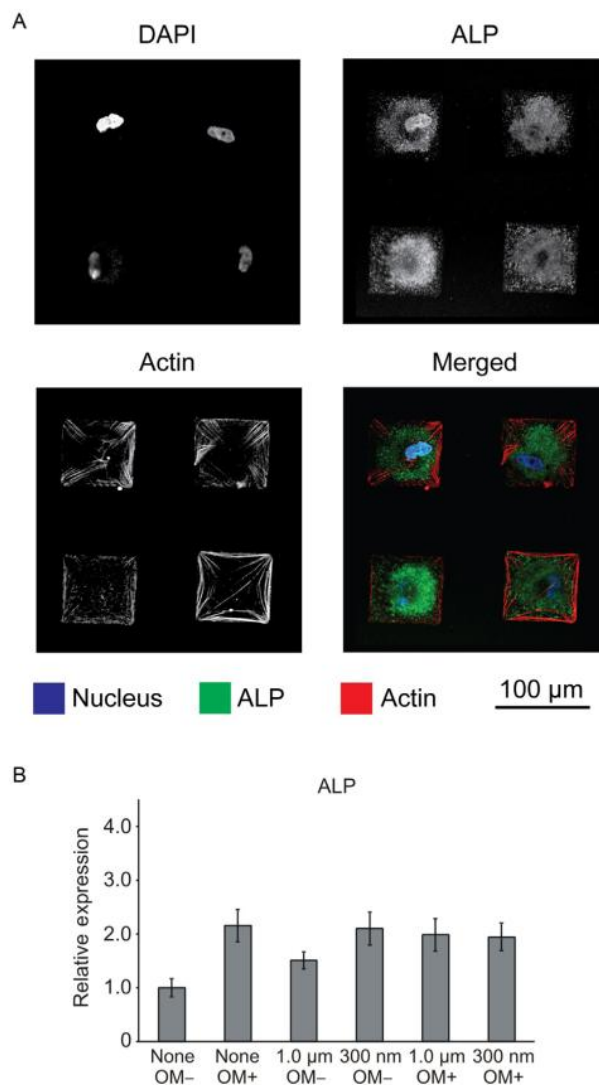 A
DAPI
ALP
Actin
Merged
Nucleus
ALP
Actin
100 µm
B
ALP
Relative expression
4.0
3.0
2.0
1.0
0
None
OM−
None
OM+
1.0 µm
OM−
300 nm
OM−
1.0 µm
OM+
300 nm
OM+